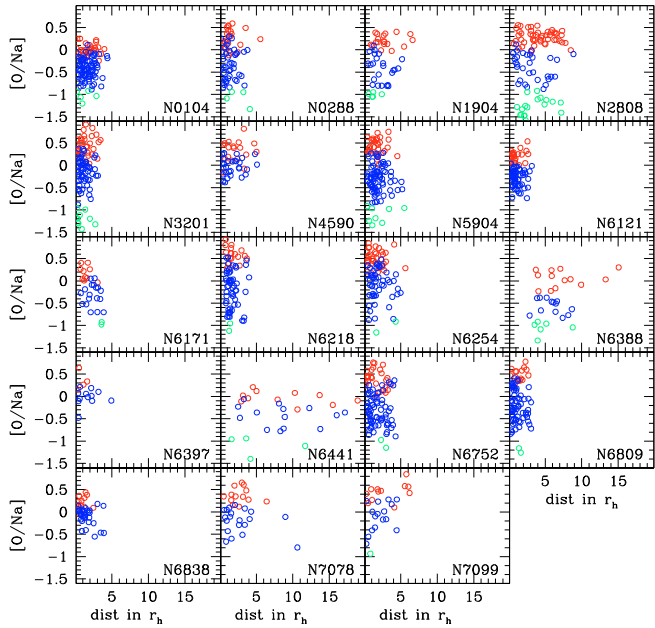 [O/Na] 0.5 0 −0.5 −1 −1.5 N0104 N0288 N1904 N2808
[O/Na] 0.5 0 −0.5 −1 −1.5 N3201 N4590 N5904 N6121
[O/Na] 0.5 0 −0.5 −1 −1.5 N6171 N6218 N6254 N6388
[O/Na] 0.5 0 −0.5 −1 −1.5 N6397 N6441 N6752 N6809
5 10 15
dist in r_h
[O/Na] 0.5 0 −0.5 −1 −1.5 N6838 N7078 N7099
5 10 15 5 10 15 5 10 15 20
dist in r_h dist in r_h dist in r_h